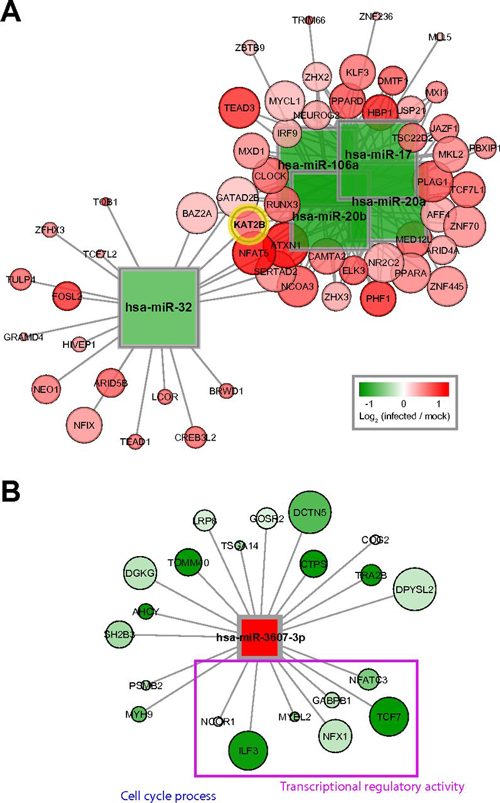 A
TRIM66
ZNF236
MLL5
ZBTB9
ZHX2
KLF3
DMTF1
MXI1
TEAD3
MYCL1
PPARD
HBP1
USP21
NEUROG2
IRF9
TSC22D2
JAZF1
PBXIP1
MXD1
hsa-miR-106a
hsa-miR-17
MKL2
CLOCK
PLAG1
TCF7L1
GATAD2B
RUNX3
hsa-miR-20a
BAZ2A
hsa-miR-20b
AFF4
KAT2B
ZNF70
TOB1
ZFHX3
NFAT5
ATXN1
MED12L
ARID4A
TCF7L2
SERTAD2
CAMTA2
NR2C2
TULP4
FOSL2
ELK3
PPARA
NCOA3
ZNF445
ZHX3
PHF1
hsa-miR-32
GRAMD4
HIVEP1
NEO1
ARID5B
LCOR
BRWD1
NFIX
TEAD1
CREB3L2
-1 0 1
Log2 (infected / mock)
B
LRP6
GOSR2
DCTN5
TSGA14
COG2
TOMM40
CTPS
TRA2B
DGKG
DPYSL2
AHCY
SH2B3
hsa-miR-3607-3p
PSMB2
NFATC3
MYH9
GABPB1
NCOR1
MYBL2
TCF7
ILF3
NFX1
Cell cycle process
Transcriptional regulatory activity